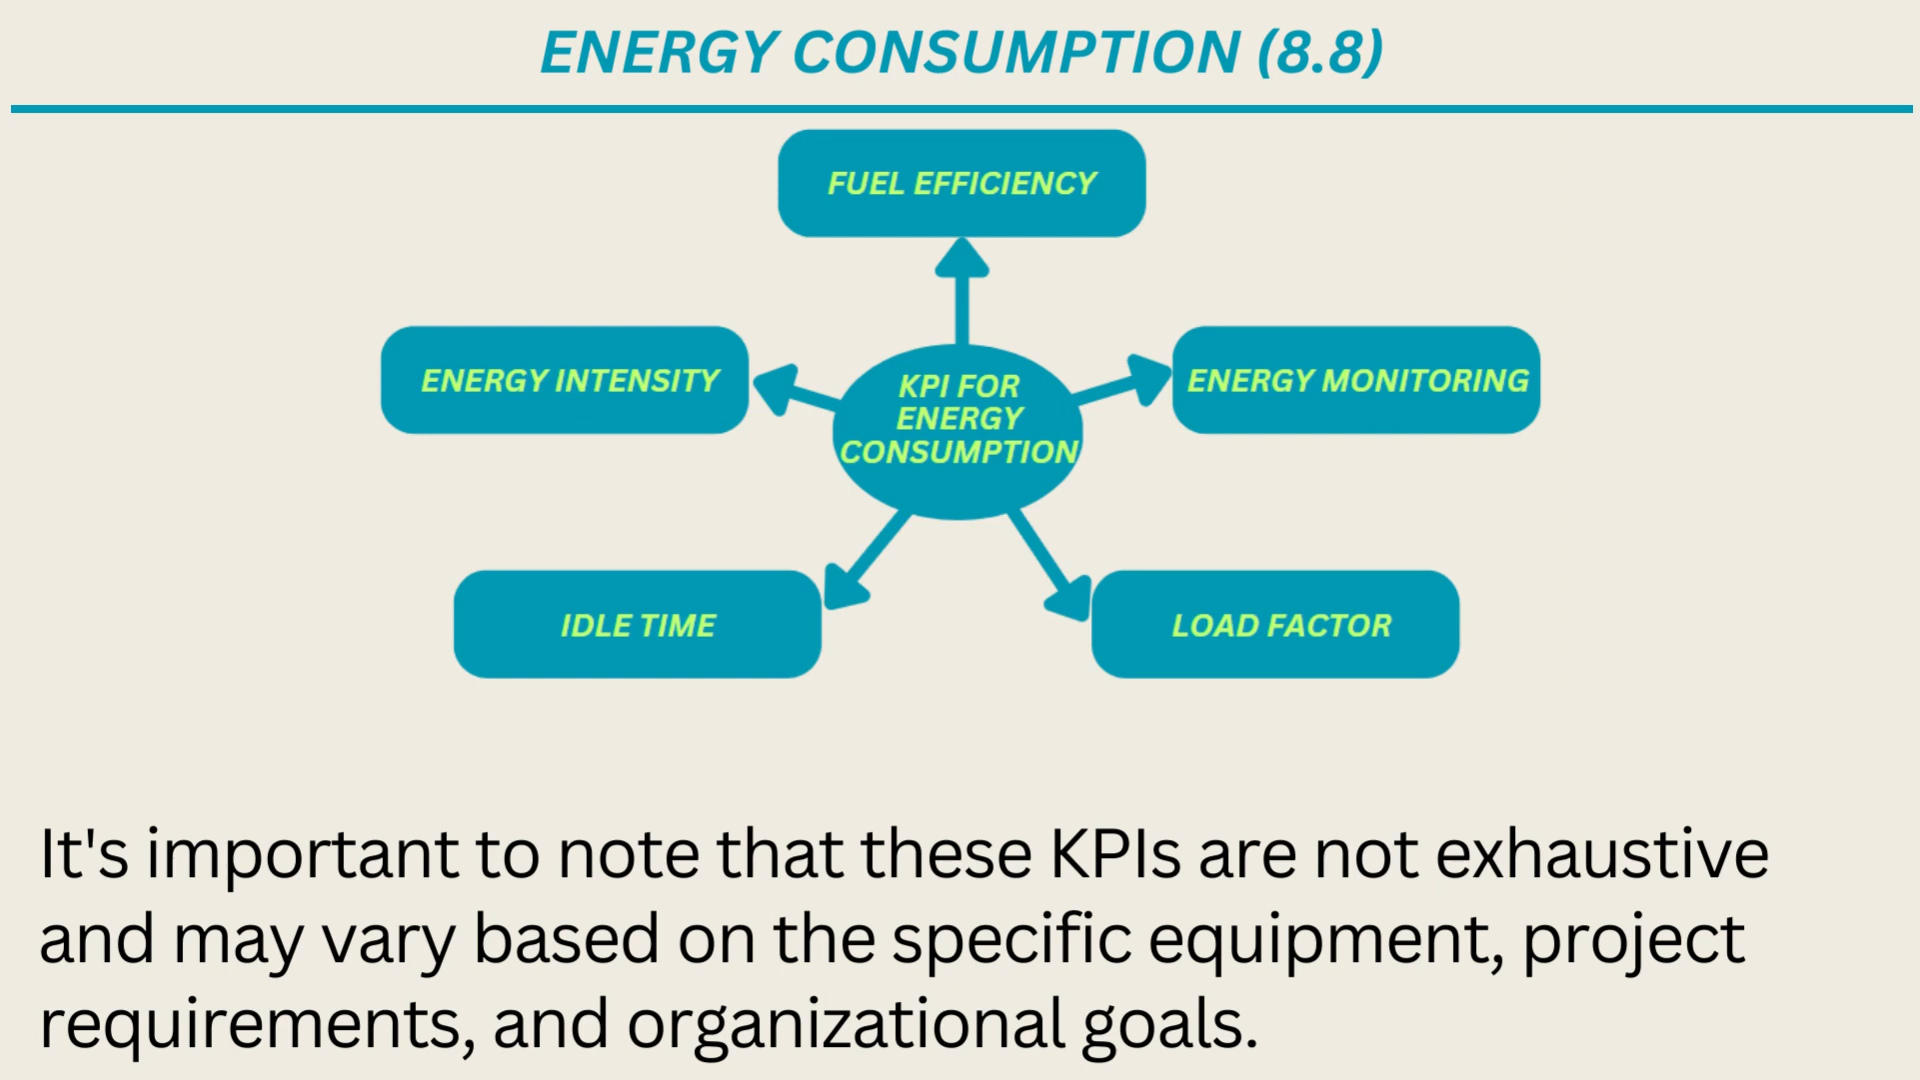 ENERGY CONSUMPTION (8.8)
FUEL EFFICIENCY
ENERGY INTENSITY
KPI FOR
ENERGY
CONSUMPTION
ENERGY MONITORING
IDLE TIME
LOAD FACTOR
It's important to note that these KPIs are not exhaustive
and may vary based on the specific equipment, project
requirements, and organizational goals.